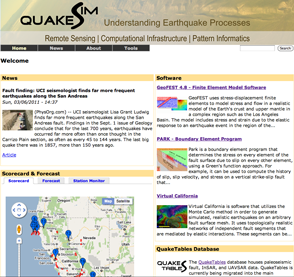 QUAKESIM
Understanding Earthquake Processes
Remote Sensing | Computational Infrastructure | Pattern Informatics
Home News About Tools
Search
Welcome
News
Fault finding: UCI seismologist finds for more frequent
earthquakes along the San Andreas
Sun, 03/06/2011 - 14:37
(PhysOrg.com) -- UCI seismologist Lisa Grant Ludwig
finds far more frequent earthquakes along the San
Andreas fault. Findings in the Sept. 1 issue of Geology
conclude that for the last 700 years, earthquakes have
occurred far more often than once thought in the
Carrizo Plain section, as often as every 45 to 144 years. The last big
quake there was in 1857, more than 150 years ago.
Article
Scorecard & Forecast
Scorecard Forecast Station Monitor
Map Satellite
Software
GeoFEST 4.8 - Finite Element Model Software
GeoFEST uses stress-displacement finite
elements to model stress and flow in a realistic
model of the Earth's crust and upper mantle in
a complex region such as the Los Angeles
Basin. The model includes stress and strain due to the elastic
response to an earthquake event in the region of the...
PARK - Boundary Element Program
Park is a boundary element program that
determines the stress on every element of the
fault surface due to slip on every other element,
using a Green's function approach. For
example, it can be used to compute the history
of slip, slip velocity, and stress on a vertical strike-slip fault
that...
Virtual California
Virtual California is software that utilizes the
Monte Carlo method in order to generate
simulated, realistic earthquakes on an arbitrary
fault surface mesh. It uses topologically realistic
networks of independent fault segments that
are mediated by elastic interactions. These segments can be...
QuakeTables Database
QUAKE
TABLES
The QuakeTables database houses paleoseismic
fault, InSAR, and UAVSAR data. QuakeTables is
currently being migrated into the main